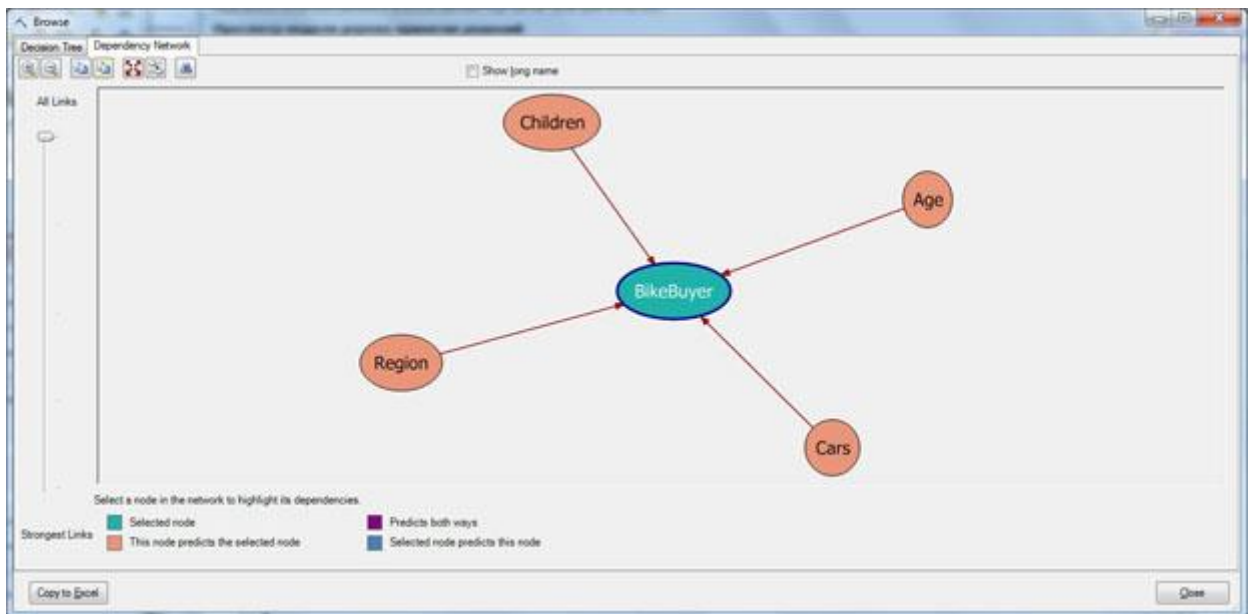 Browse
Decision Tree Dependency Network
Show long name
All Links
Children
Age
BikeBuyer
Region
Cars
Select a node in the network to highlight its dependencies.
Selected node Predicts both ways
Strongest Links
This node predicts the selected node Selected node predicts this node
Copy to Excel Close